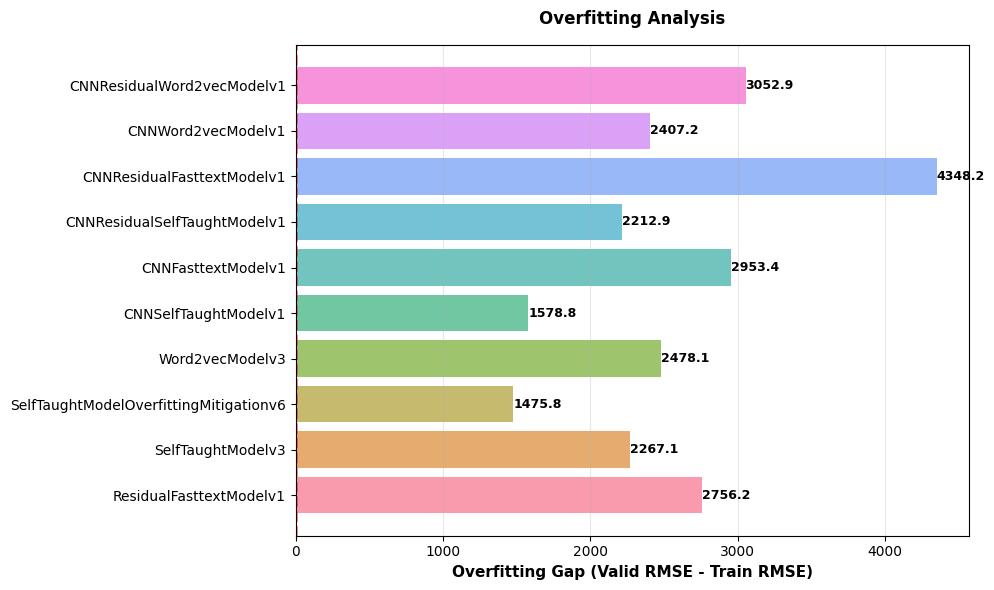 Overfitting Analysis
CNNResidualWord2vecModelv1 3052.9
CNNWord2vecModelv1 2407.2
CNNResidualFasttextModelv1 4348.2
CNNResidualSelfTaughtModelv1 2212.9
CNNFasttextModelv1 2953.4
CNNSelfTaughtModelv1 1578.8
Word2vecModelv3 2478.1
SelfTaughtModelOverfittingMitigationv6 1475.8
SelfTaughtModelv3 2267.1
ResidualFasttextModelv1 2756.2
0 1000 2000 3000 4000
Overfitting Gap (Valid RMSE - Train RMSE)